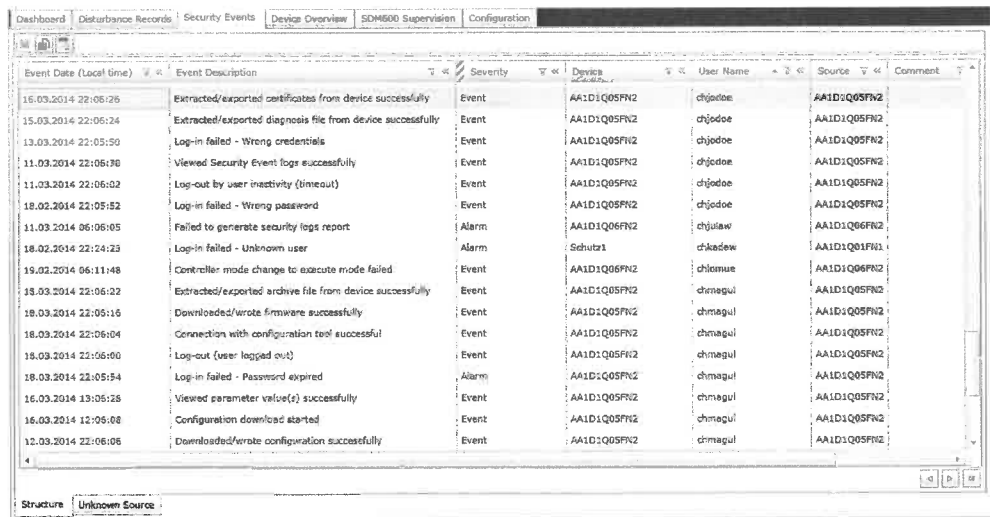 Dashboard Disturbance Records Security Events Device Overview SDM600 Supervision Configuration
Event Date (Local time) Event Description Severity Device User Name Source Comment
16.03.2014 22:06:26 Extracted/exported certificates from device successfully Event AA1D1Q05FN2 chjodoe AA1D1Q05FN2
15.03.2014 22:06:24 Extracted/exported diagnosis file from device successfully Event AA1D1Q05FN2 chjodoe AA1D1Q05FN2
13.03.2014 22:05:50 Log-in failed - Wrong credentials Event AA1D1Q05FN2 chjodoe AA1D1Q05FN2
11.03.2014 22:06:38 Viewed Security Event logs successfully Event AA1D1Q05FN2 chjodoe AA1D1Q05FN2
11.03.2014 22:06:02 Log-out by user inactivity (timeout) Event AA1D1Q05FN2 chjodoe AA1D1Q05FN2
18.02.2014 22:05:52 Log-in failed - Wrong password Event AA1D1Q05FN2 chjodoe AA1D1Q05FN2
11.03.2014 06:06:05 Failed to generate security logs report Alarm AA1D1Q06FN2 chjulaw AA1D1Q06FN2
18.02.2014 22:24:23 Log-in failed - Unknown user Alarm Schutz1 chkadew AA1D1Q01FN1
19.02.2014 06:11:48 Controller mode change to execute mode failed Event AA1D1Q06FN2 chlomue AA1D1Q06FN2
18.03.2014 22:06:22 Extracted/exported archive file from device successfully Event AA1D1Q05FN2 chmagul AA1D1Q05FN2
18.03.2014 22:05:16 Downloaded/wrote firmware successfully Event AA1D1Q05FN2 chmagul AA1D1Q05FN2
18.03.2014 22:06:04 Connection with configuration tool successful Event AA1D1Q05FN2 chmagul AA1D1Q05FN2
18.03.2014 22:06:00 Log-out (user logged out) Event AA1D1Q05FN2 chmagul AA1D1Q05FN2
18.03.2014 22:05:54 Log-in failed - Password expired Alarm AA1D1Q05FN2 chmagul AA1D1Q05FN2
16.03.2014 13:06:28 Viewed parameter value(s) successfully Event AA1D1Q05FN2 chmagul AA1D1Q05FN2
16.03.2014 12:06:08 Configuration download started Event AA1D1Q05FN2 chmagul AA1D1Q05FN2
12.03.2014 22:06:06 Downloaded/wrote configuration successfully Event AA1D1Q05FN2 chmagul AA1D1Q05FN2
Structure Unknown Source